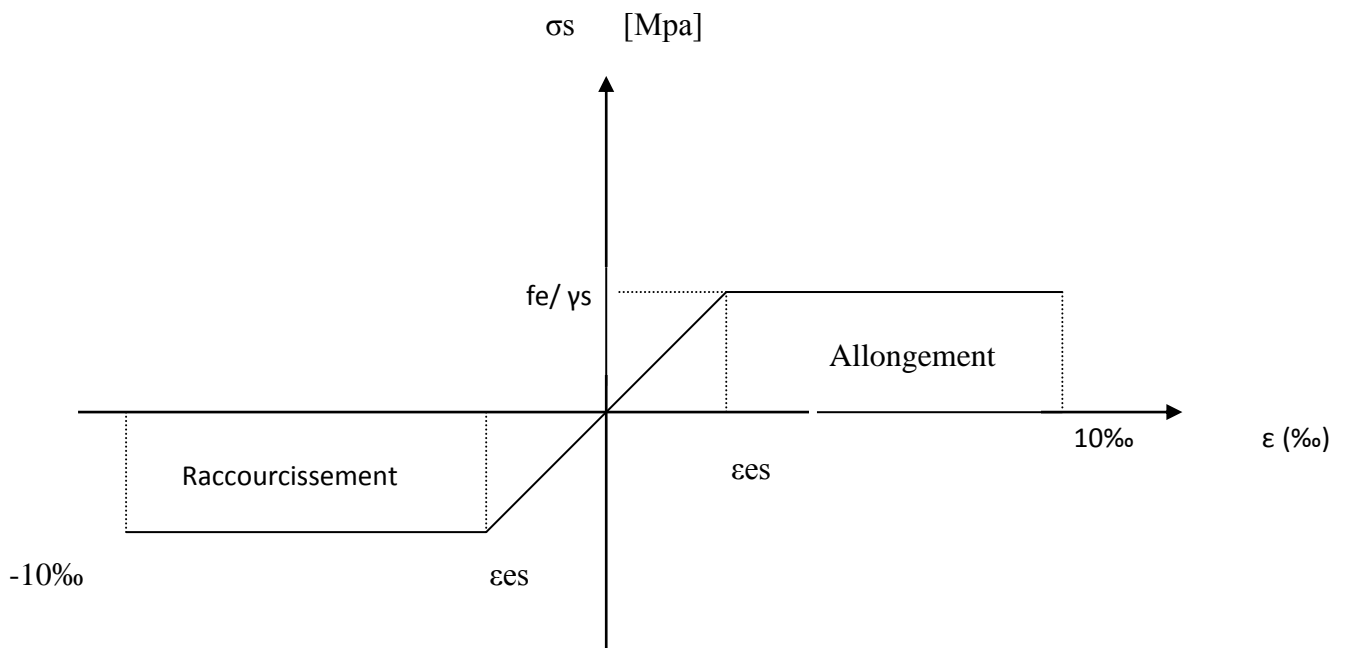 σs [Mpa]
fe/ γs
Allongement
10‰ ε (‰)
εes
Raccourcissement
-10‰ εes